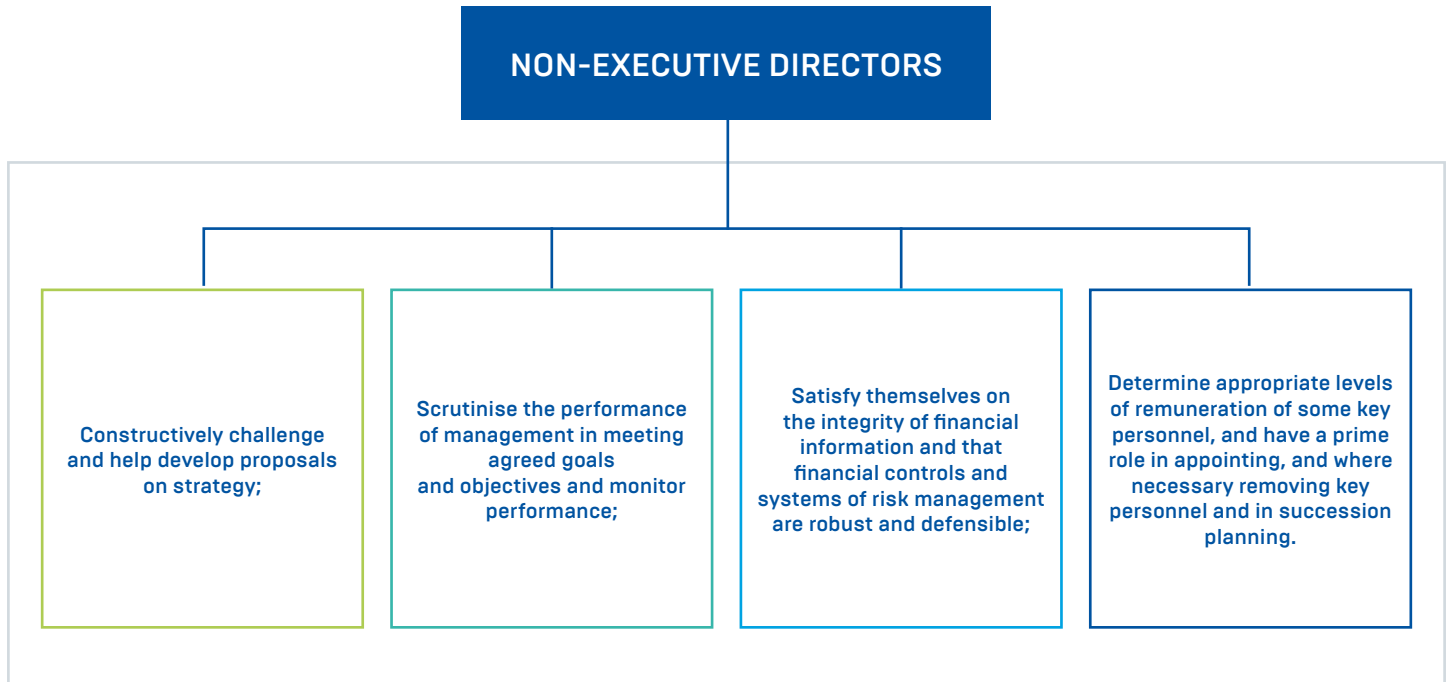 NON-EXECUTIVE DIRECTORS
Constructively challenge
and help develop proposals
on strategy;
Scrutinise the performance
of management in meeting
agreed goals
and objectives and monitor
performance;
Satisfy themselves on
the integrity of financial
information and that
financial controls and
systems of risk management
are robust and defensible;
Determine appropriate levels
of remuneration of some key
personnel, and have a prime
role in appointing, and where
necessary removing key
personnel and in succession
planning.